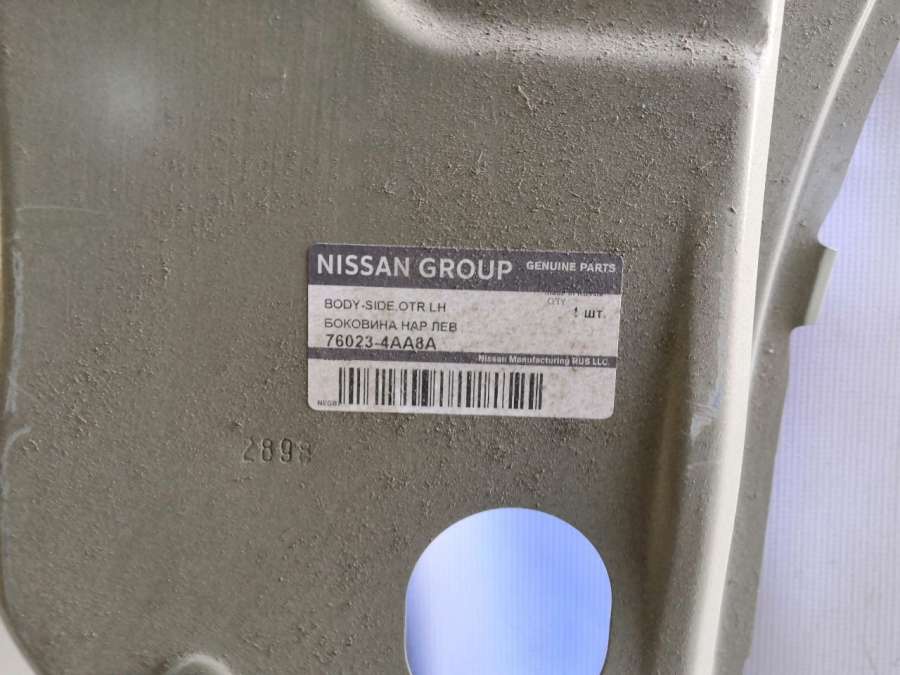 NISSAN GROUP GENUINE PARTS
BODY-SIDE,OTR LH
QTY
БОКОВИНА НАР ЛЕВ
1 ШТ.
76023-4AA8A
Nissan Manufacturing RUS LLC
2898